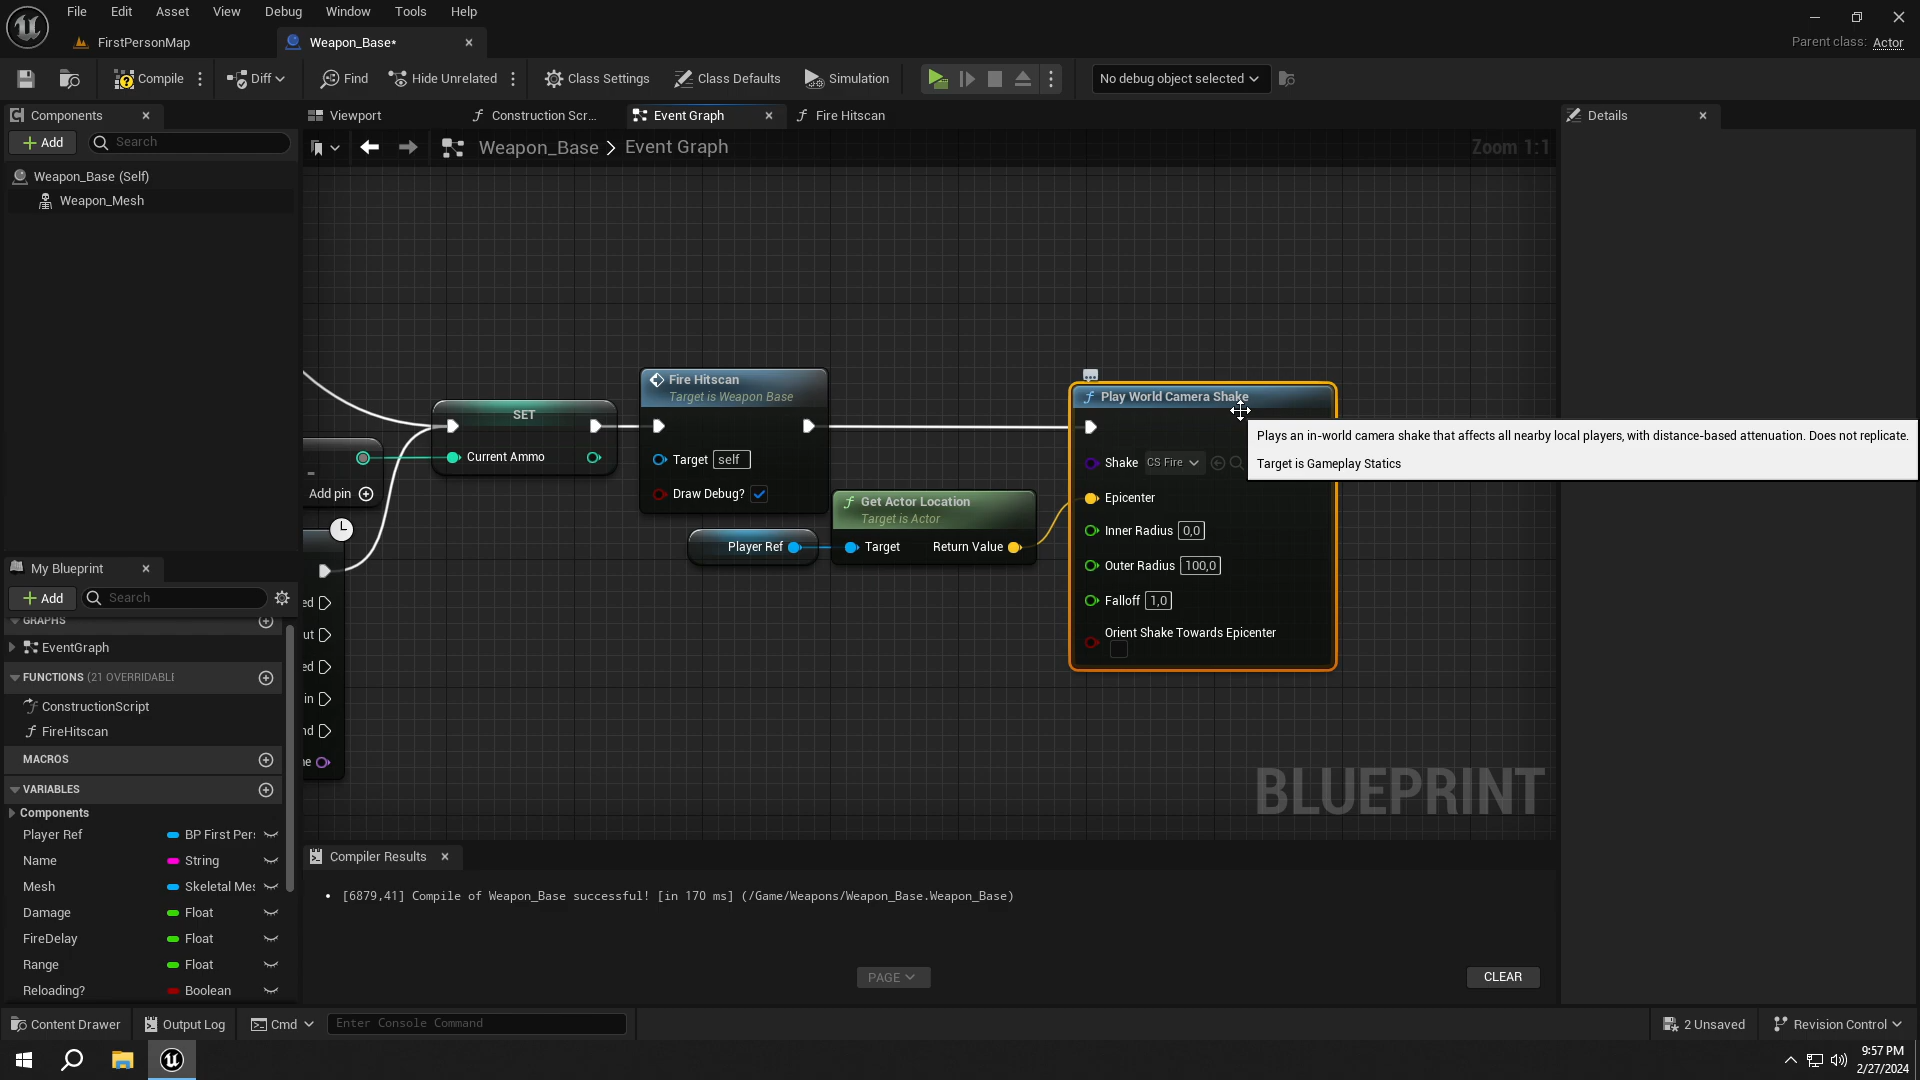 File Edit Asset View Debug Window Tools Help
FirstPersonMap
Weapon_Base*
Parent class: Actor
Compile
Diff
Find
Hide Unrelated
Class Settings
Class Defaults
Simulation
No debug object selected
Components
Add
Search
Weapon_Base (Self)
Weapon_Mesh
Viewport
Construction Scr...
Event Graph
Fire Hitscan
Weapon_Base > Event Graph
Zoom 1:1
Details
SET
Current Ammo
Add pin
Fire Hitscan
Target is Weapon Base
Target self
Draw Debug?
Player Ref
Get Actor Location
Target is Actor
Target Return Value
Play World Camera Shake
Shake CS Fire
Epicenter
Inner Radius 0,0
Outer Radius 100,0
Falloff 1,0
Orient Shake Towards Epicenter
Plays an in-world camera shake that affects all nearby local players, with distance-based attenuation. Does not replicate.
Target is Gameplay Statics
ed
ut
ed
in
nd
ne
BLUEPRINT
My Blueprint
Add
Search
GRAPHS
EventGraph
FUNCTIONS (21 OVERRIDABLE
ConstructionScript
FireHitscan
MACROS
VARIABLES
Components
Player Ref BP First Per
Name String
Mesh Skeletal Mes
Damage Float
FireDelay Float
Range Float
Reloading? Boolean
Compiler Results
• [6879,41] Compile of Weapon_Base successful! [in 170 ms] (/Game/Weapons/Weapon_Base.Weapon_Base)
PAGE
CLEAR
Content Drawer
Output Log
Cmd
Enter Console Command
2 Unsaved
Revision Control
9:57 PM
2/27/2024